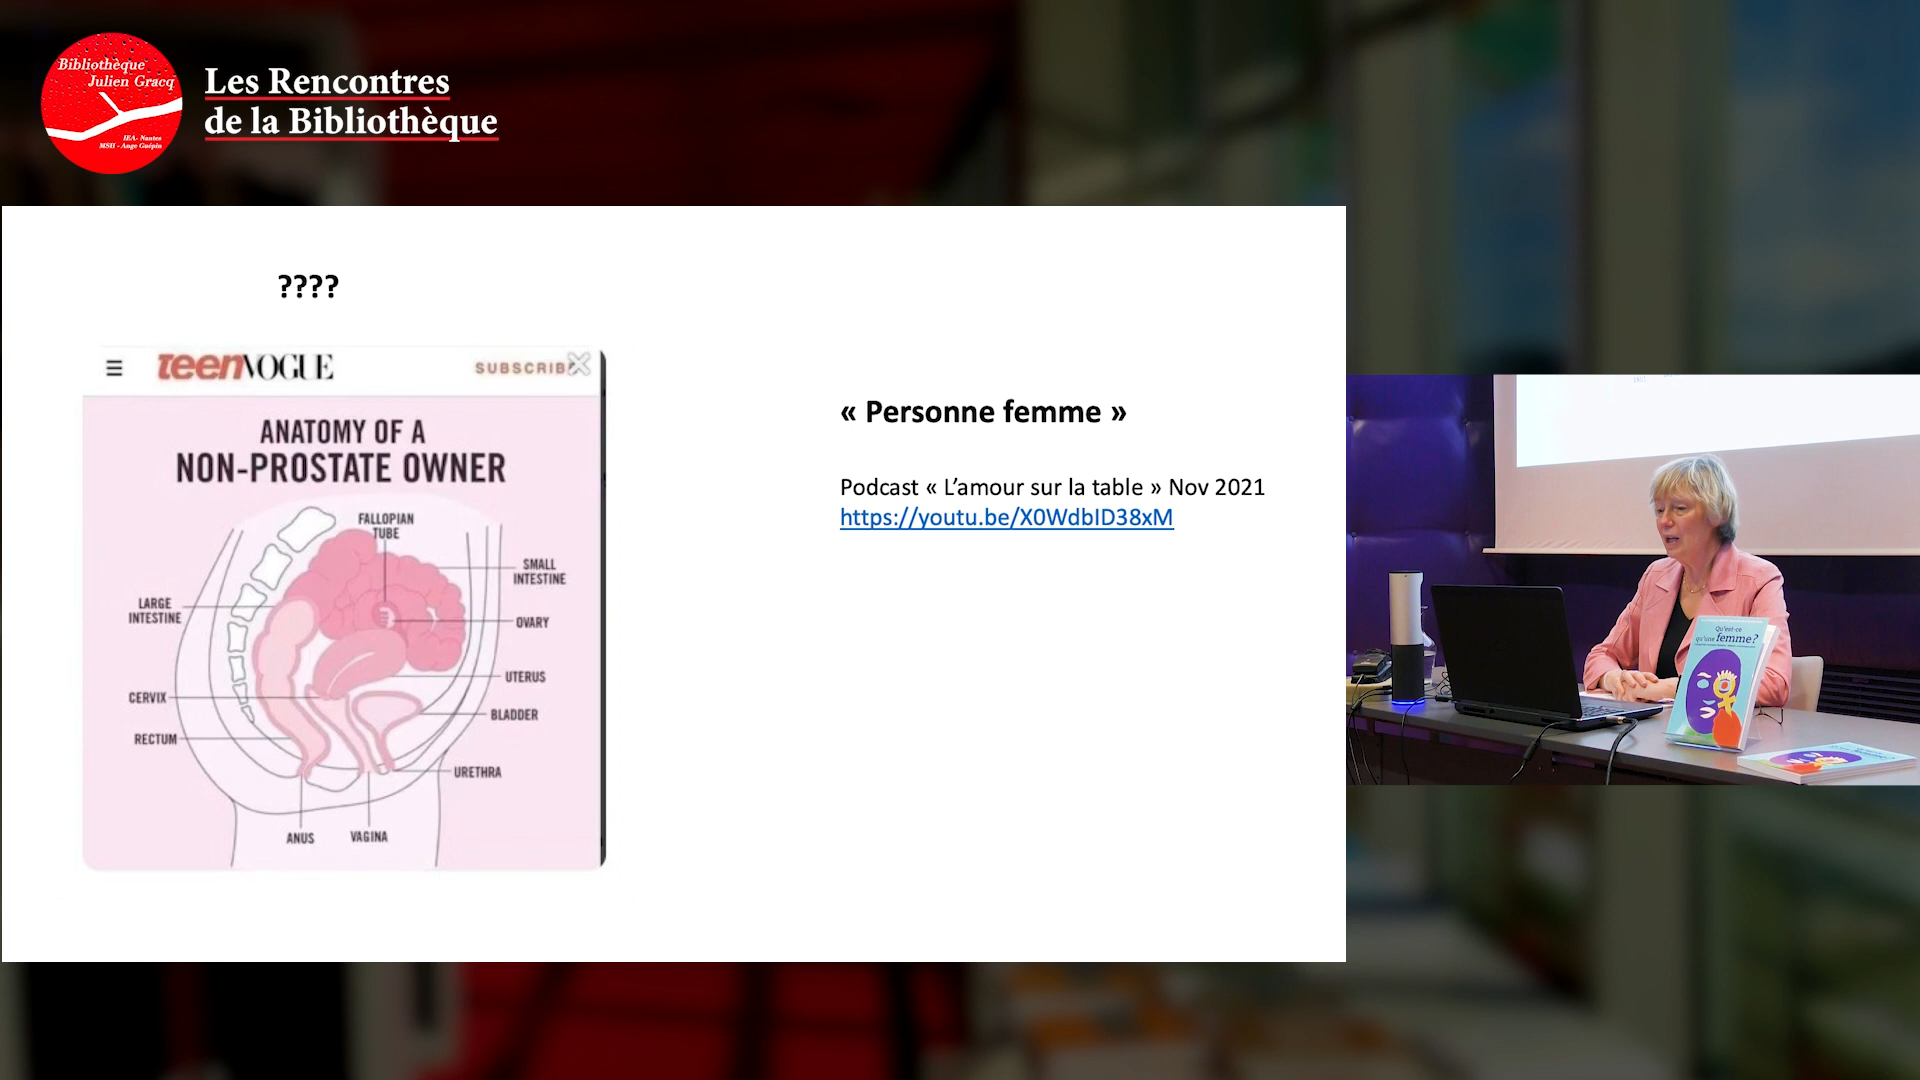 Bibliothèque
Julien Gracq
IEA- Nantes
MSH - Ange Guépin
Les Rencontres
de la Bibliothèque
????
teenVOGUE
SUBSCRIB
ANATOMY OF A
NON-PROSTATE OWNER
FALLOPIAN
TUBE
SMALL
INTESTINE
LARGE
INTESTINE
OVARY
UTERUS
CERVIX
BLADDER
RECTUM
URETHRA
ANUS
VAGINA
« Personne femme »
Podcast « L’amour sur la table » Nov 2021
https://youtu.be/X0WdbID38xM
Qu'est-ce
qu'une femme?